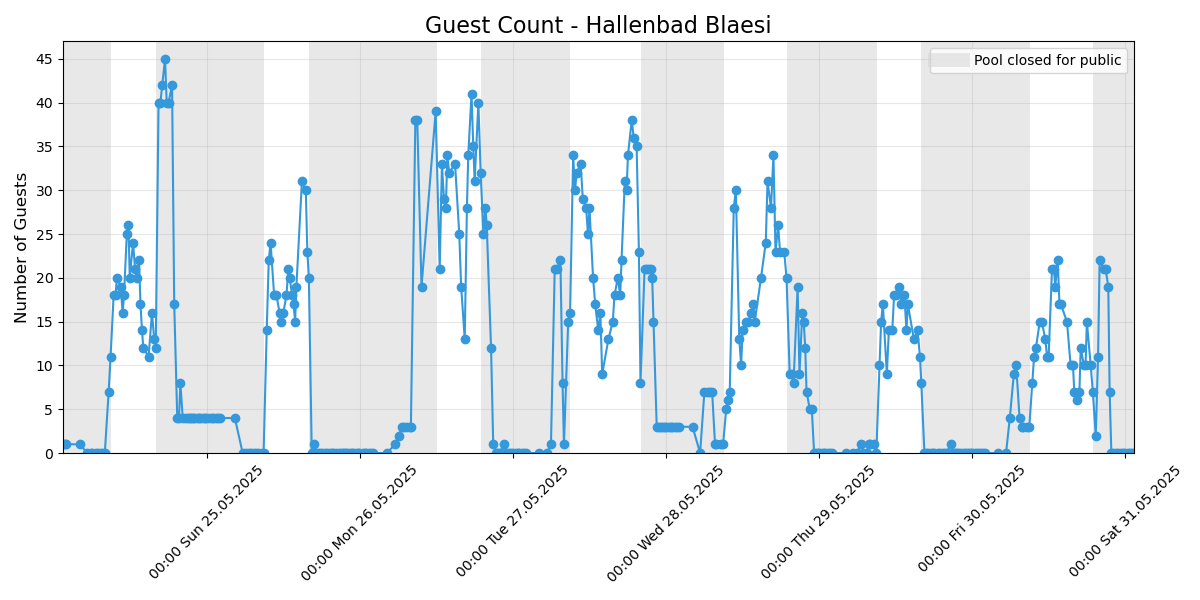 Guest Count - Hallenbad Blaesi
Pool closed for public
Number of Guests
45
40
35
30
25
20
15
10
5
0
00:00 Sun 25.05.2025
00:00 Mon 26.05.2025
00:00 Tue 27.05.2025
00:00 Wed 28.05.2025
00:00 Thu 29.05.2025
00:00 Fri 30.05.2025
00:00 Sat 31.05.2025